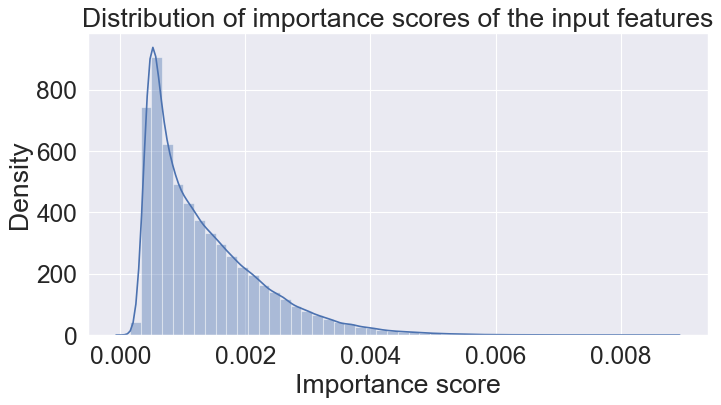 Distribution of importance scores of the input features
800
600
400
200
0
Density
0.000 0.002 0.004 0.006 0.008
Importance score